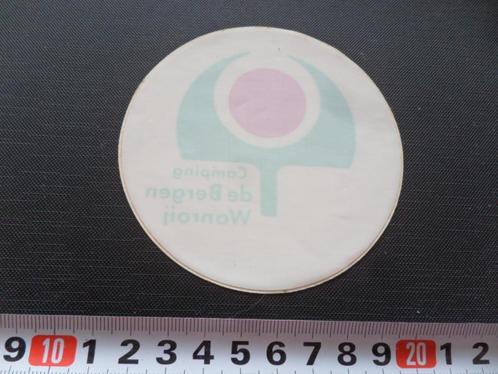 Camping
de Bergen
Wanroij
9 10 1 2 3 4 5 6 7 8 9 20 1 2